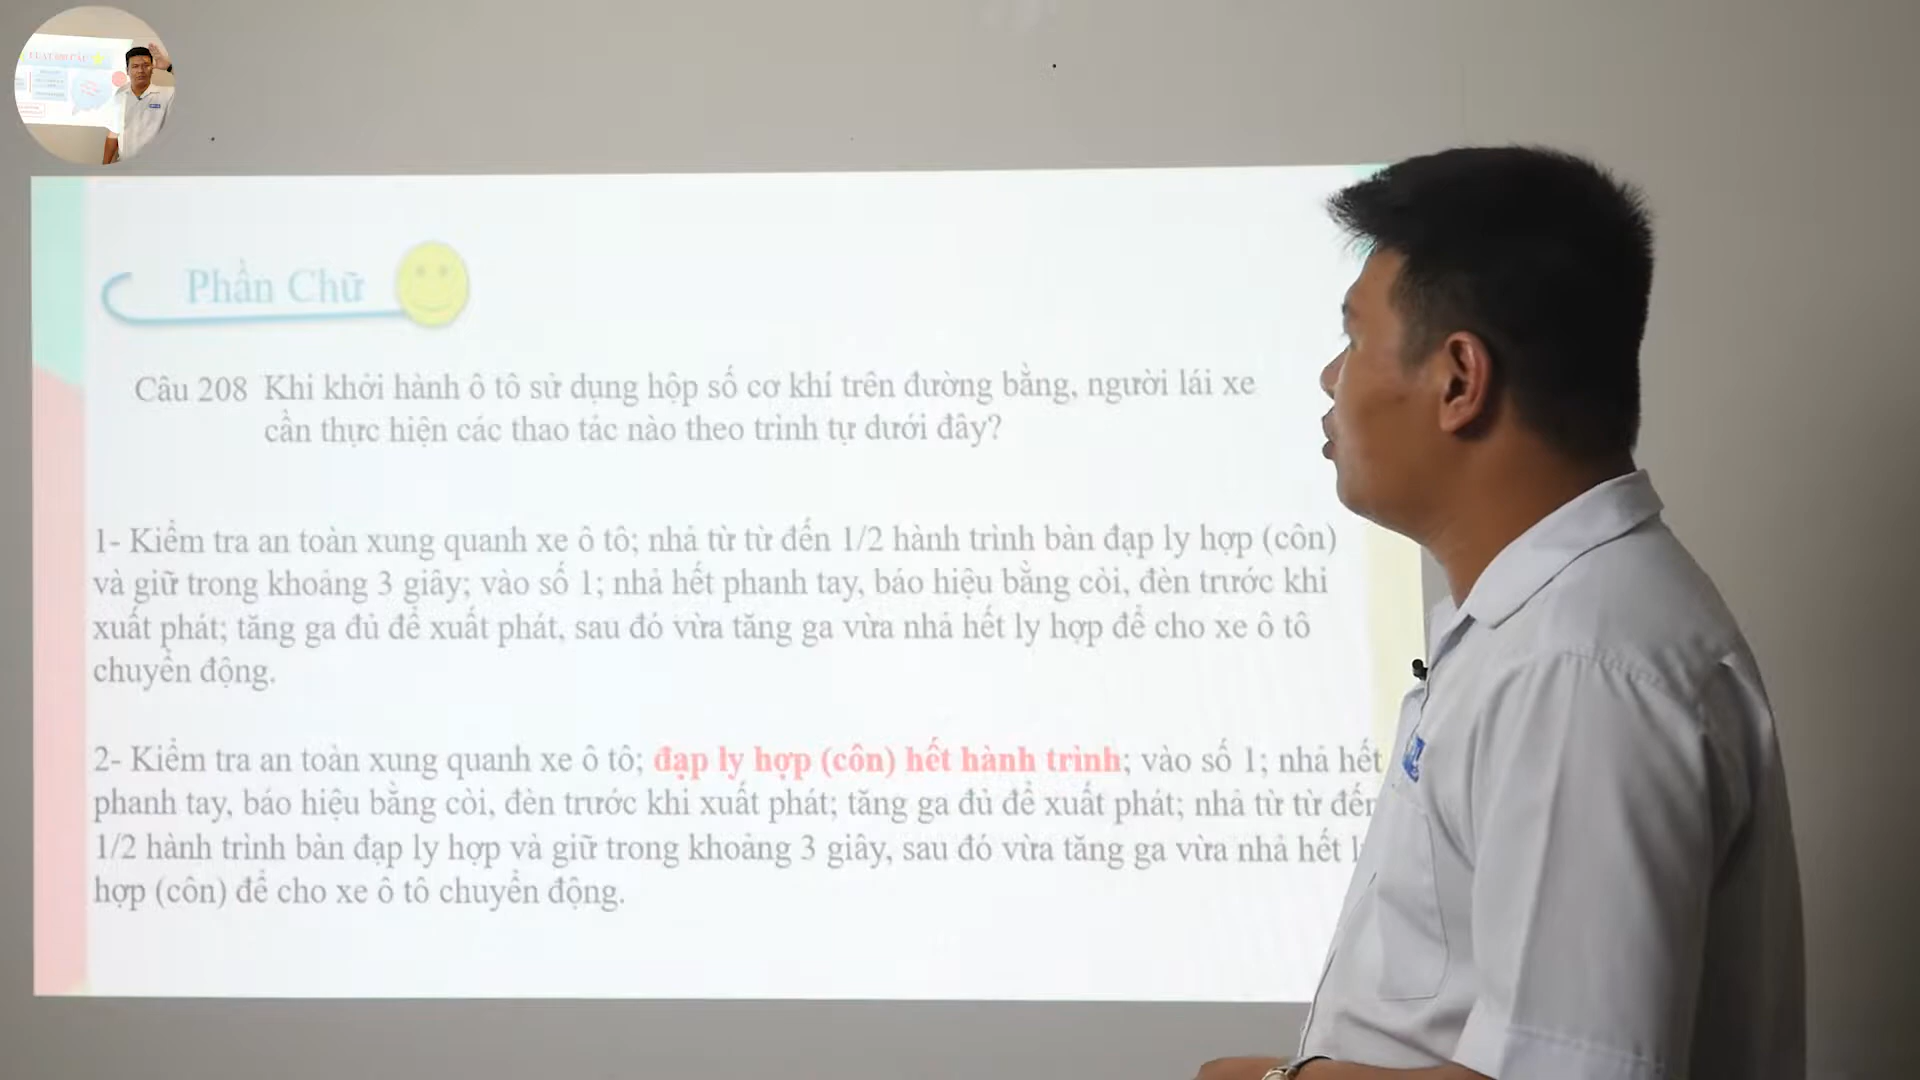 Phần Chữ
Câu 208 Khi khởi hành ô tô sử dụng hộp số cơ khí trên đường bằng, người lái xe
cần thực hiện các thao tác nào theo trình tự dưới đây?
1- Kiểm tra an toàn xung quanh xe ô tô; nhả từ từ đến 1/2 hành trình bàn đạp ly hợp (côn)
và giữ trong khoảng 3 giây; vào số 1; nhả hết phanh tay, báo hiệu bằng còi, đèn trước khi
xuất phát; tăng ga đủ để xuất phát, sau đó vừa tăng ga vừa nhả hết ly hợp để cho xe ô tô
chuyển động.
2- Kiểm tra an toàn xung quanh xe ô tô; đạp ly hợp (côn) hết hành trình; vào số 1; nhả hết
phanh tay, báo hiệu bằng còi, đèn trước khi xuất phát; tăng ga đủ để xuất phát; nhả từ từ đến
1/2 hành trình bàn đạp ly hợp và giữ trong khoảng 3 giây, sau đó vừa tăng ga vừa nhả hết
hợp (côn) để cho xe ô tô chuyển động.